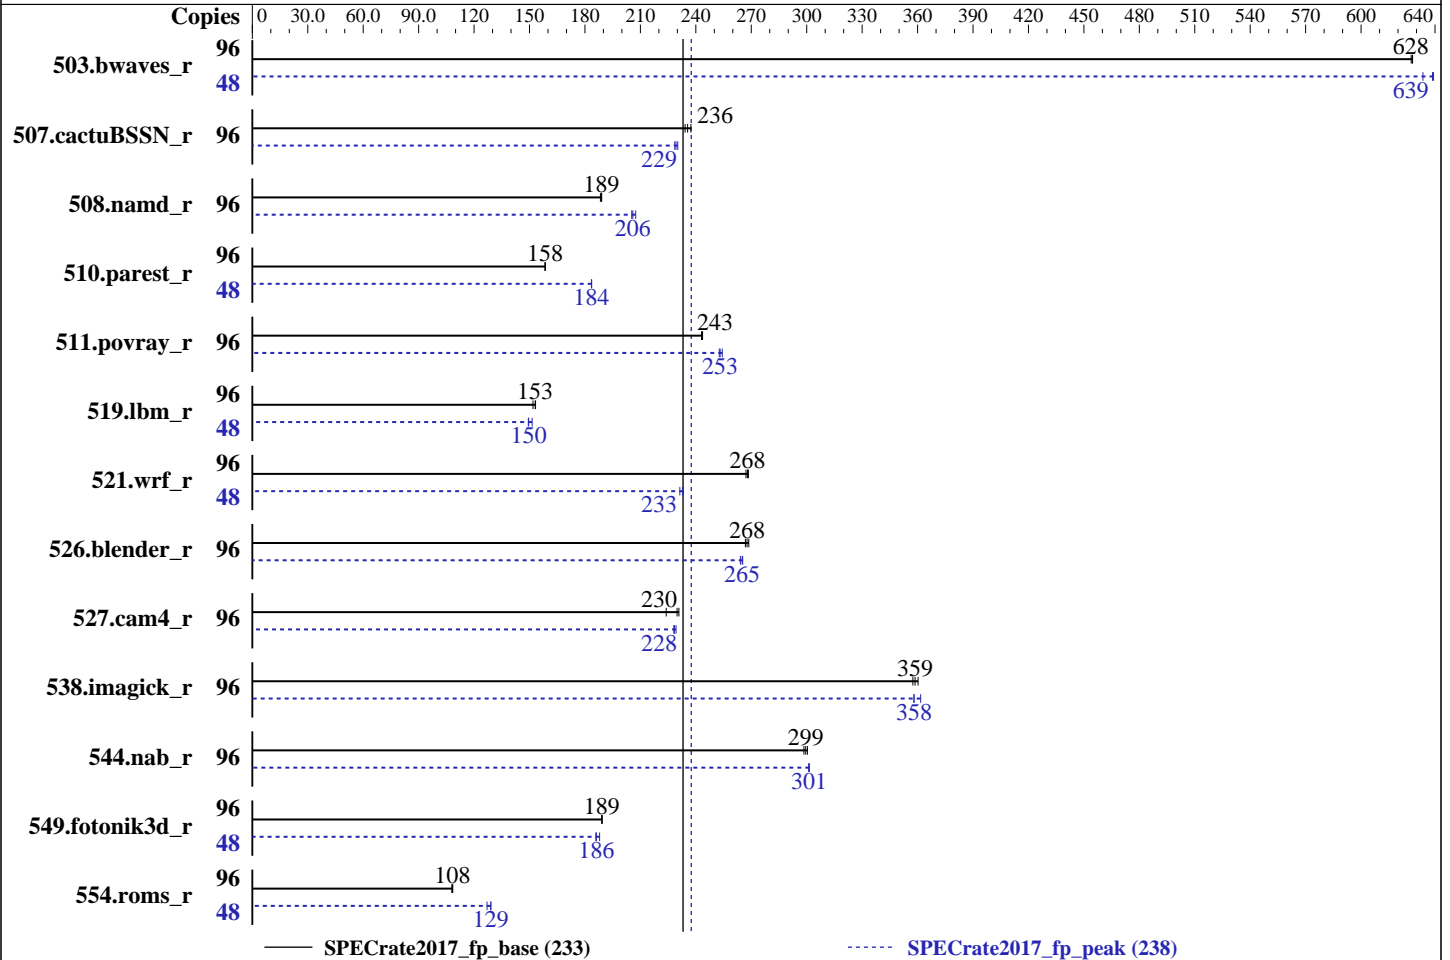 Copies 0 30.0 60.0 90.0 120 150 180 210 240 270 300 330 360 390 420 450 480 510 540 570 600 640
503.bwaves_r 96 628
48 639
507.cactuBSSN_r 96 236
229
508.namd_r 96 189
206
510.parest_r 96 158
48 184
511.povray_r 96 243
253
519.lbm_r 96 153
48 150
521.wrf_r 96 268
48 233
526.blender_r 96 268
265
527.cam4_r 96 230
228
538.imagick_r 96 359
358
544.nab_r 96 299
301
549.fotonik3d_r 96 189
48 186
554.roms_r 96 108
48 129
SPECrate2017_fp_base (233) SPECrate2017_fp_peak (238)